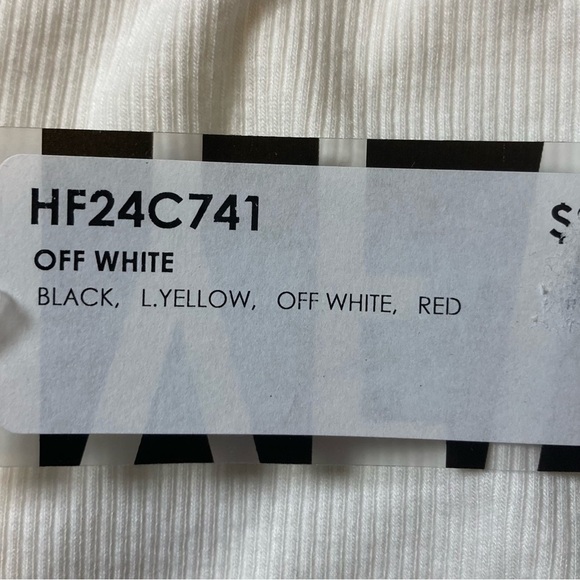 HF24C741
$
OFF WHITE
BLACK, L.YELLOW, OFF WHITE, RED